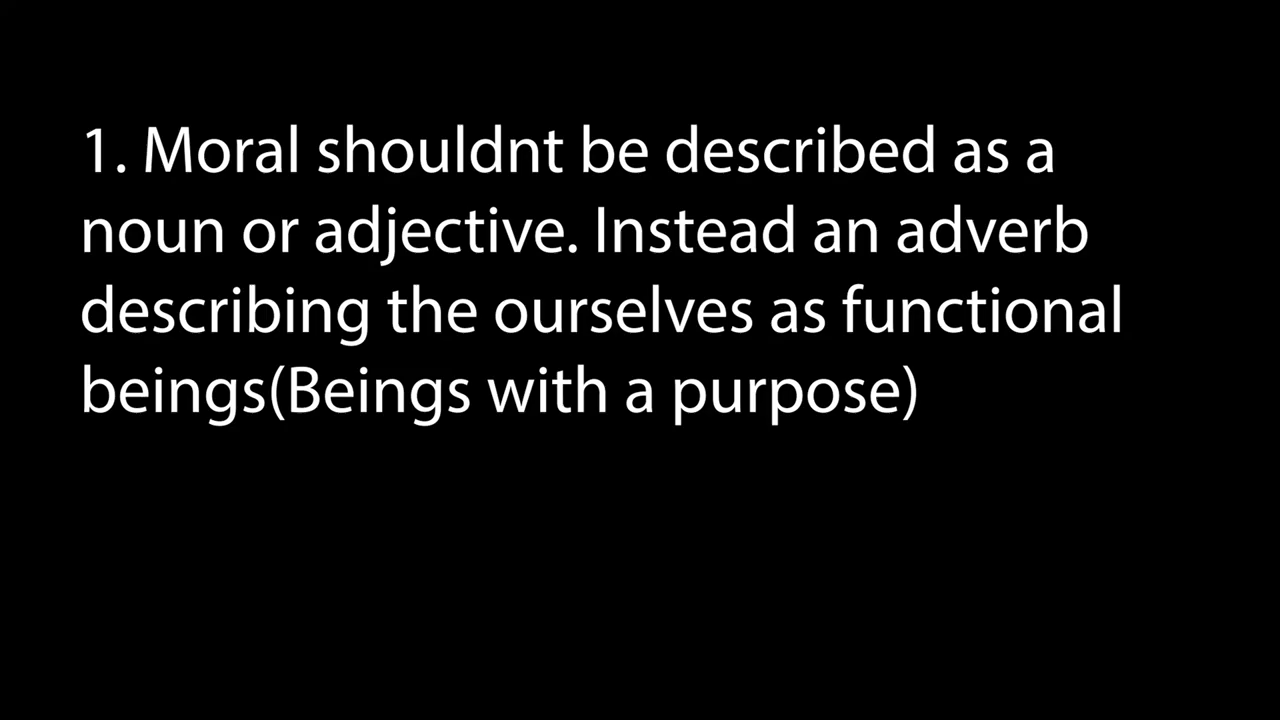 1. Moral shouldnt be described as a
noun or adjective. Instead an adverb
describing the ourselves as functional
beings(Beings with a purpose)